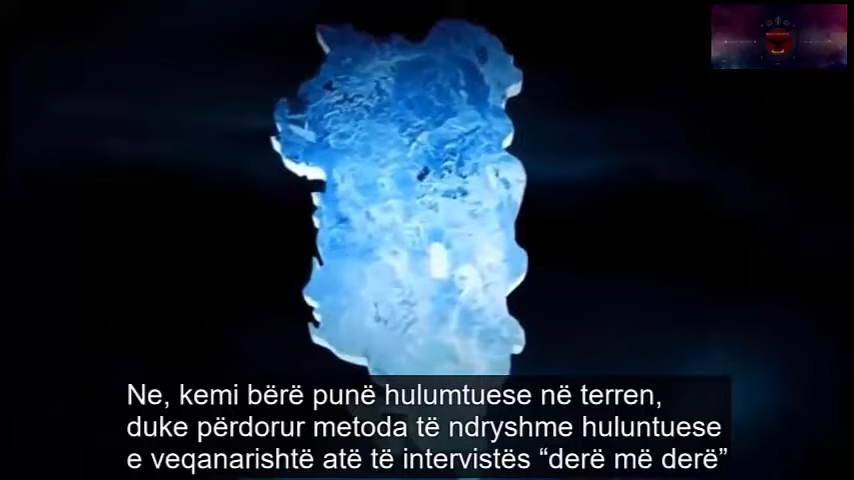 Ne, kemi bërë punë hulumtuese në terren,
duke përdorur metoda të ndryshme huluntuese
e veqanarishtë atë të intervistës “derë më derë”